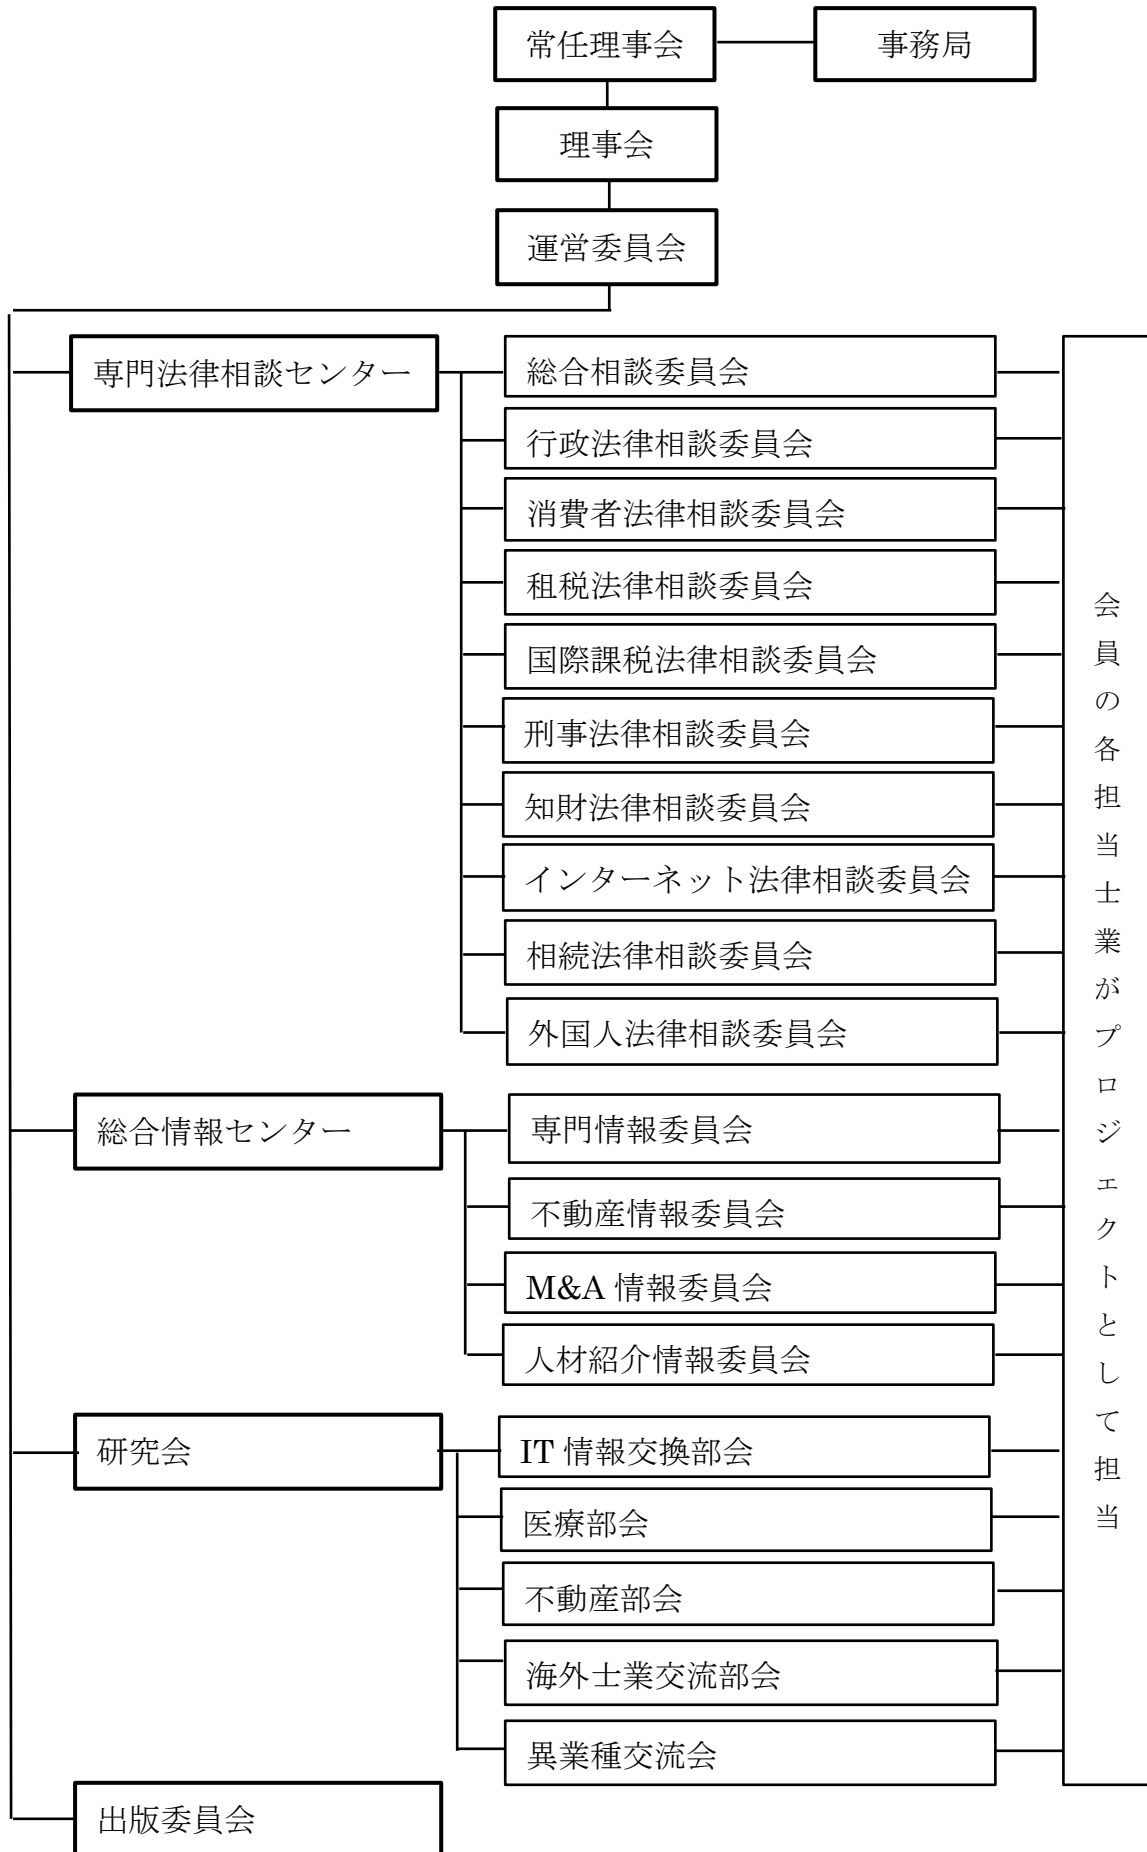 常任理事会
事務局
理事会
運営委員会
専門法律相談センター
総合相談委員会
行政法律相談委員会
消費者法律相談委員会
租税法律相談委員会
国際課税法律相談委員会
刑事法律相談委員会
知財法律相談委員会
インターネット法律相談委員会
相続法律相談委員会
外国人法律相談委員会
総合情報センター
専門情報委員会
不動産情報委員会
M&A 情報委員会
人材紹介情報委員会
研究会
IT 情報交換部会
医療部会
不動産部会
海外士業交流部会
異業種交流会
出版委員会
会員の各担当士業がプロジェクトとして担当